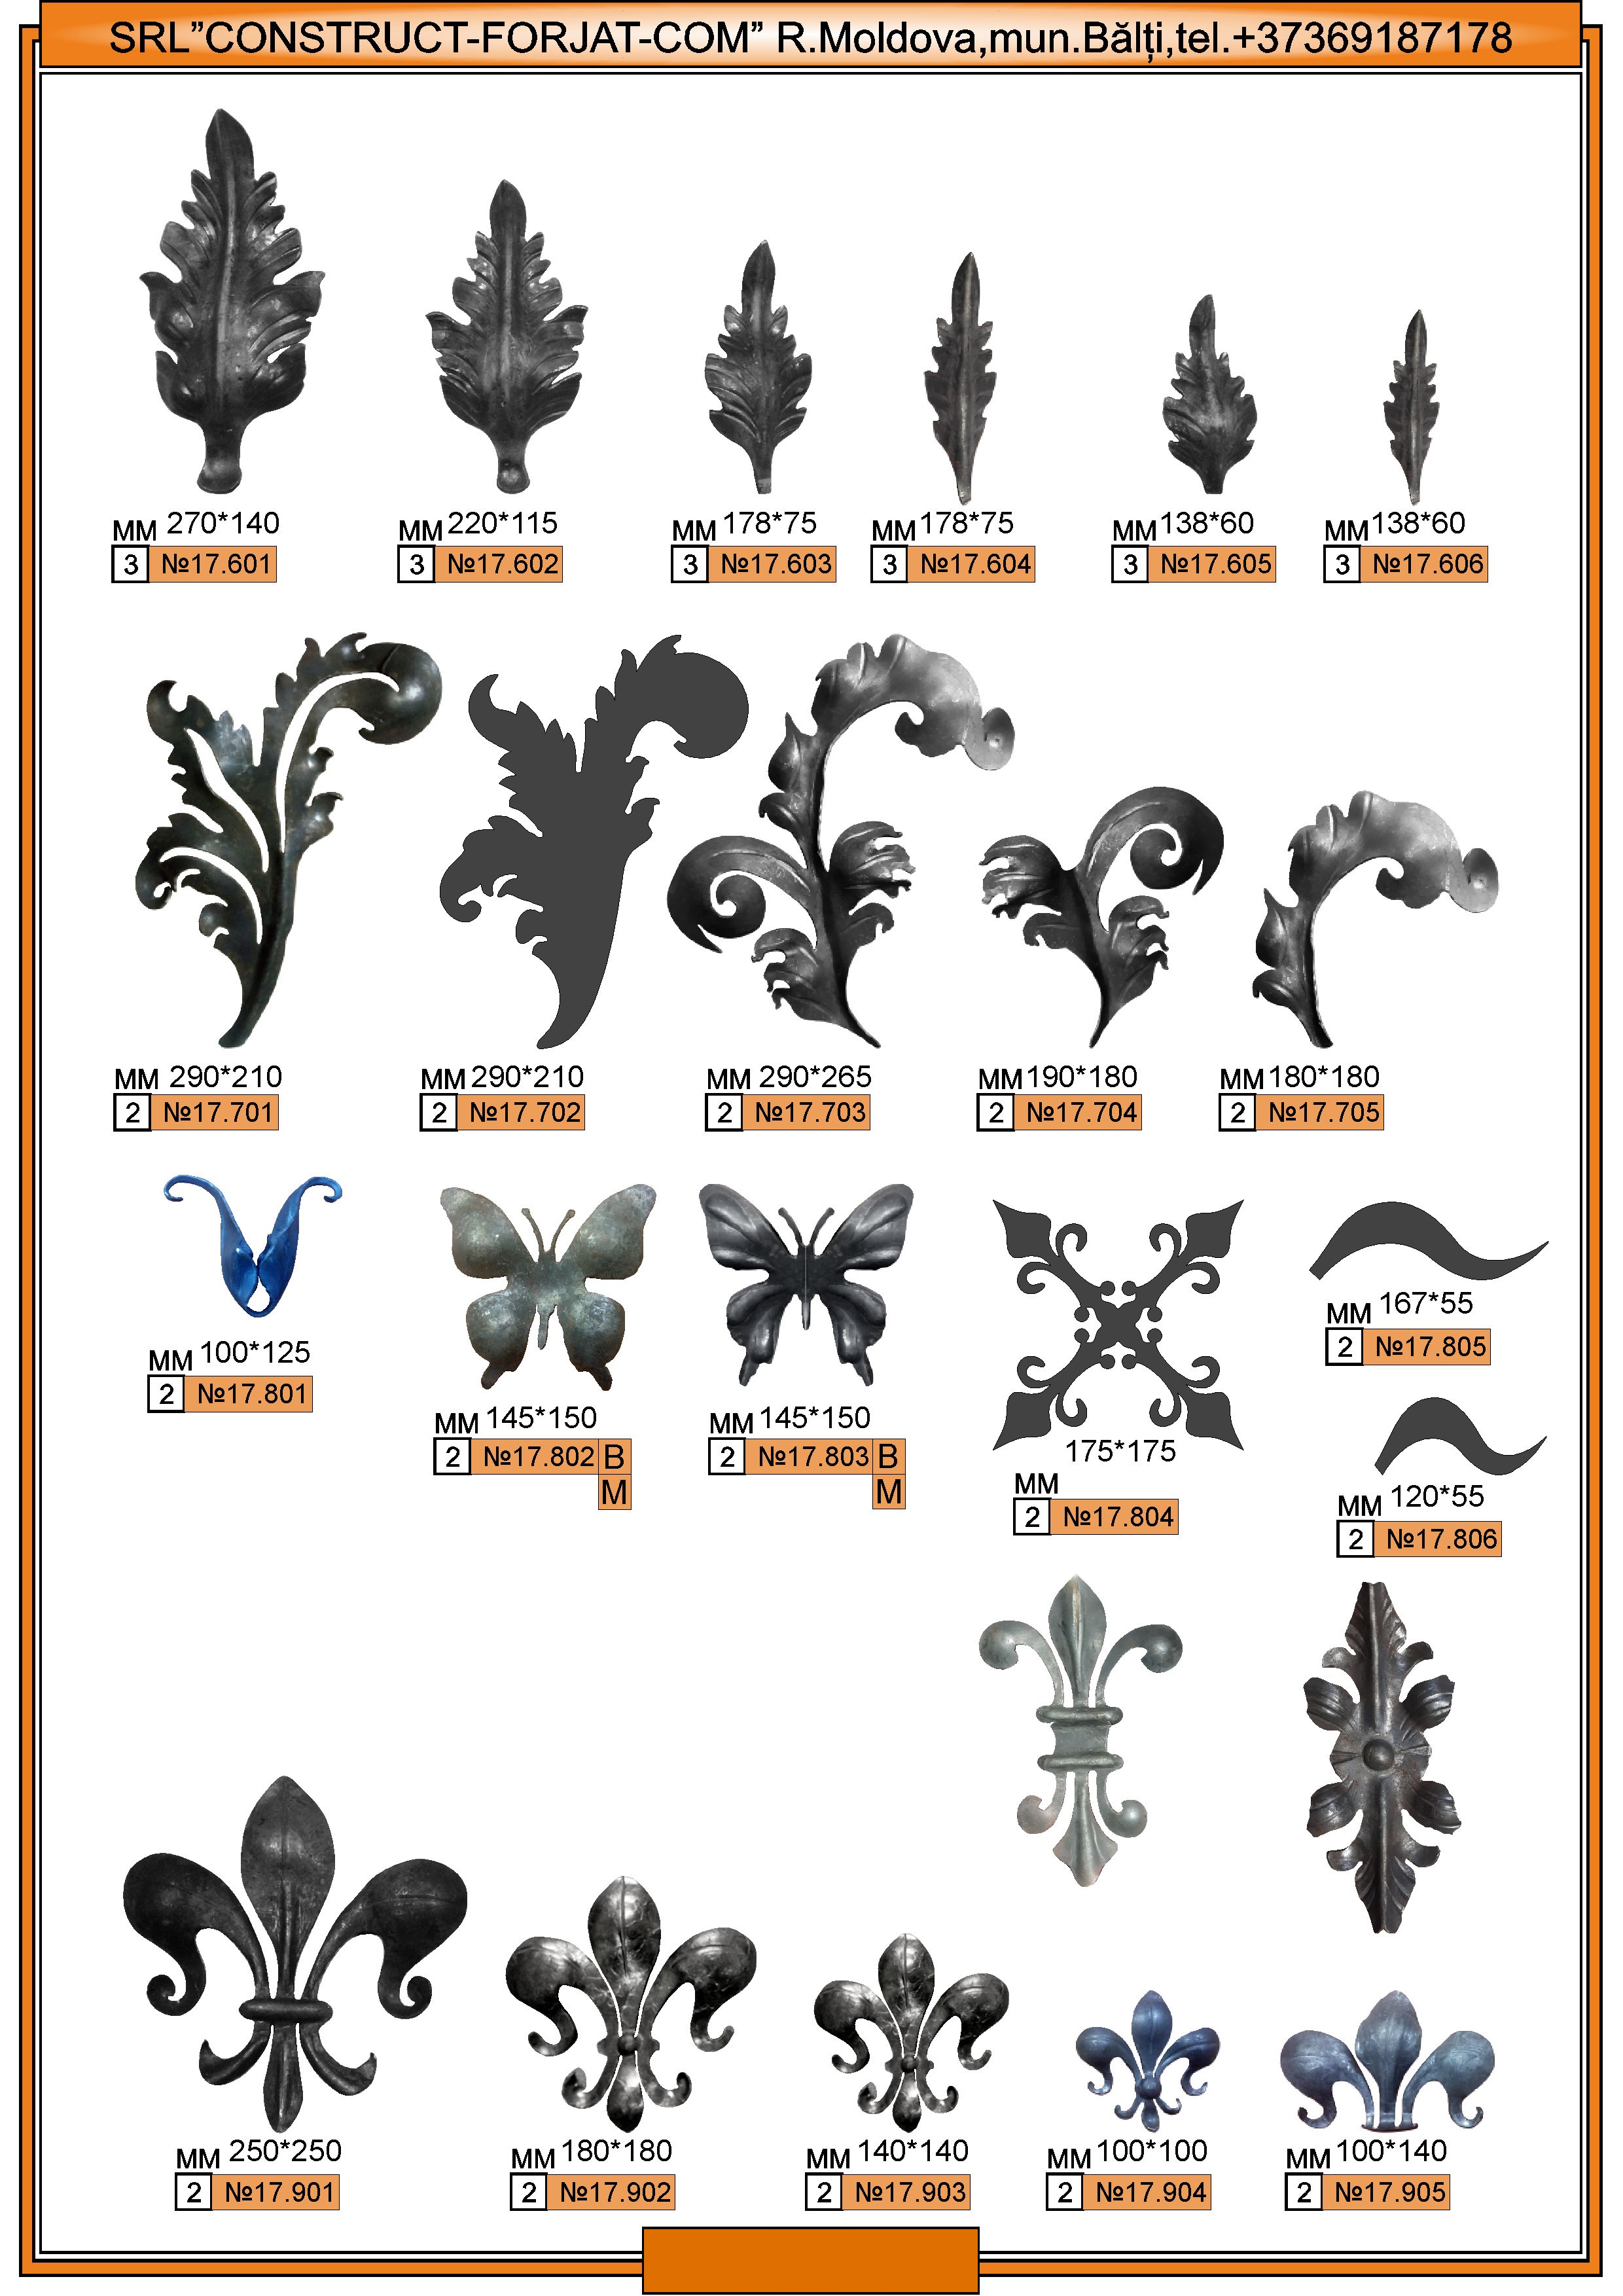 SRL”CONSTRUCT-FORJAT-COM” R.Moldova,mun.Bălți,tel.+37369187178
MM 270*140
3 №17.601
MM 220*115
3 №17.602
MM 178*75
3 №17.603
MM 178*75
3 №17.604
MM 138*60
3 №17.605
MM 138*60
3 №17.606
MM 290*210
2 №17.701
MM 290*210
2 №17.702
MM 290*265
2 №17.703
MM 190*180
2 №17.704
MM 180*180
2 №17.705
MM 100*125
2 №17.801
MM 145*150
2 №17.802 B
M
MM 145*150
2 №17.803 B
M
175*175
MM
2 №17.804
MM 167*55
2 №17.805
MM 120*55
2 №17.806
MM 250*250
2 №17.901
MM 180*180
2 №17.902
MM 140*140
2 №17.903
MM 100*100
2 №17.904
MM 100*140
2 №17.905